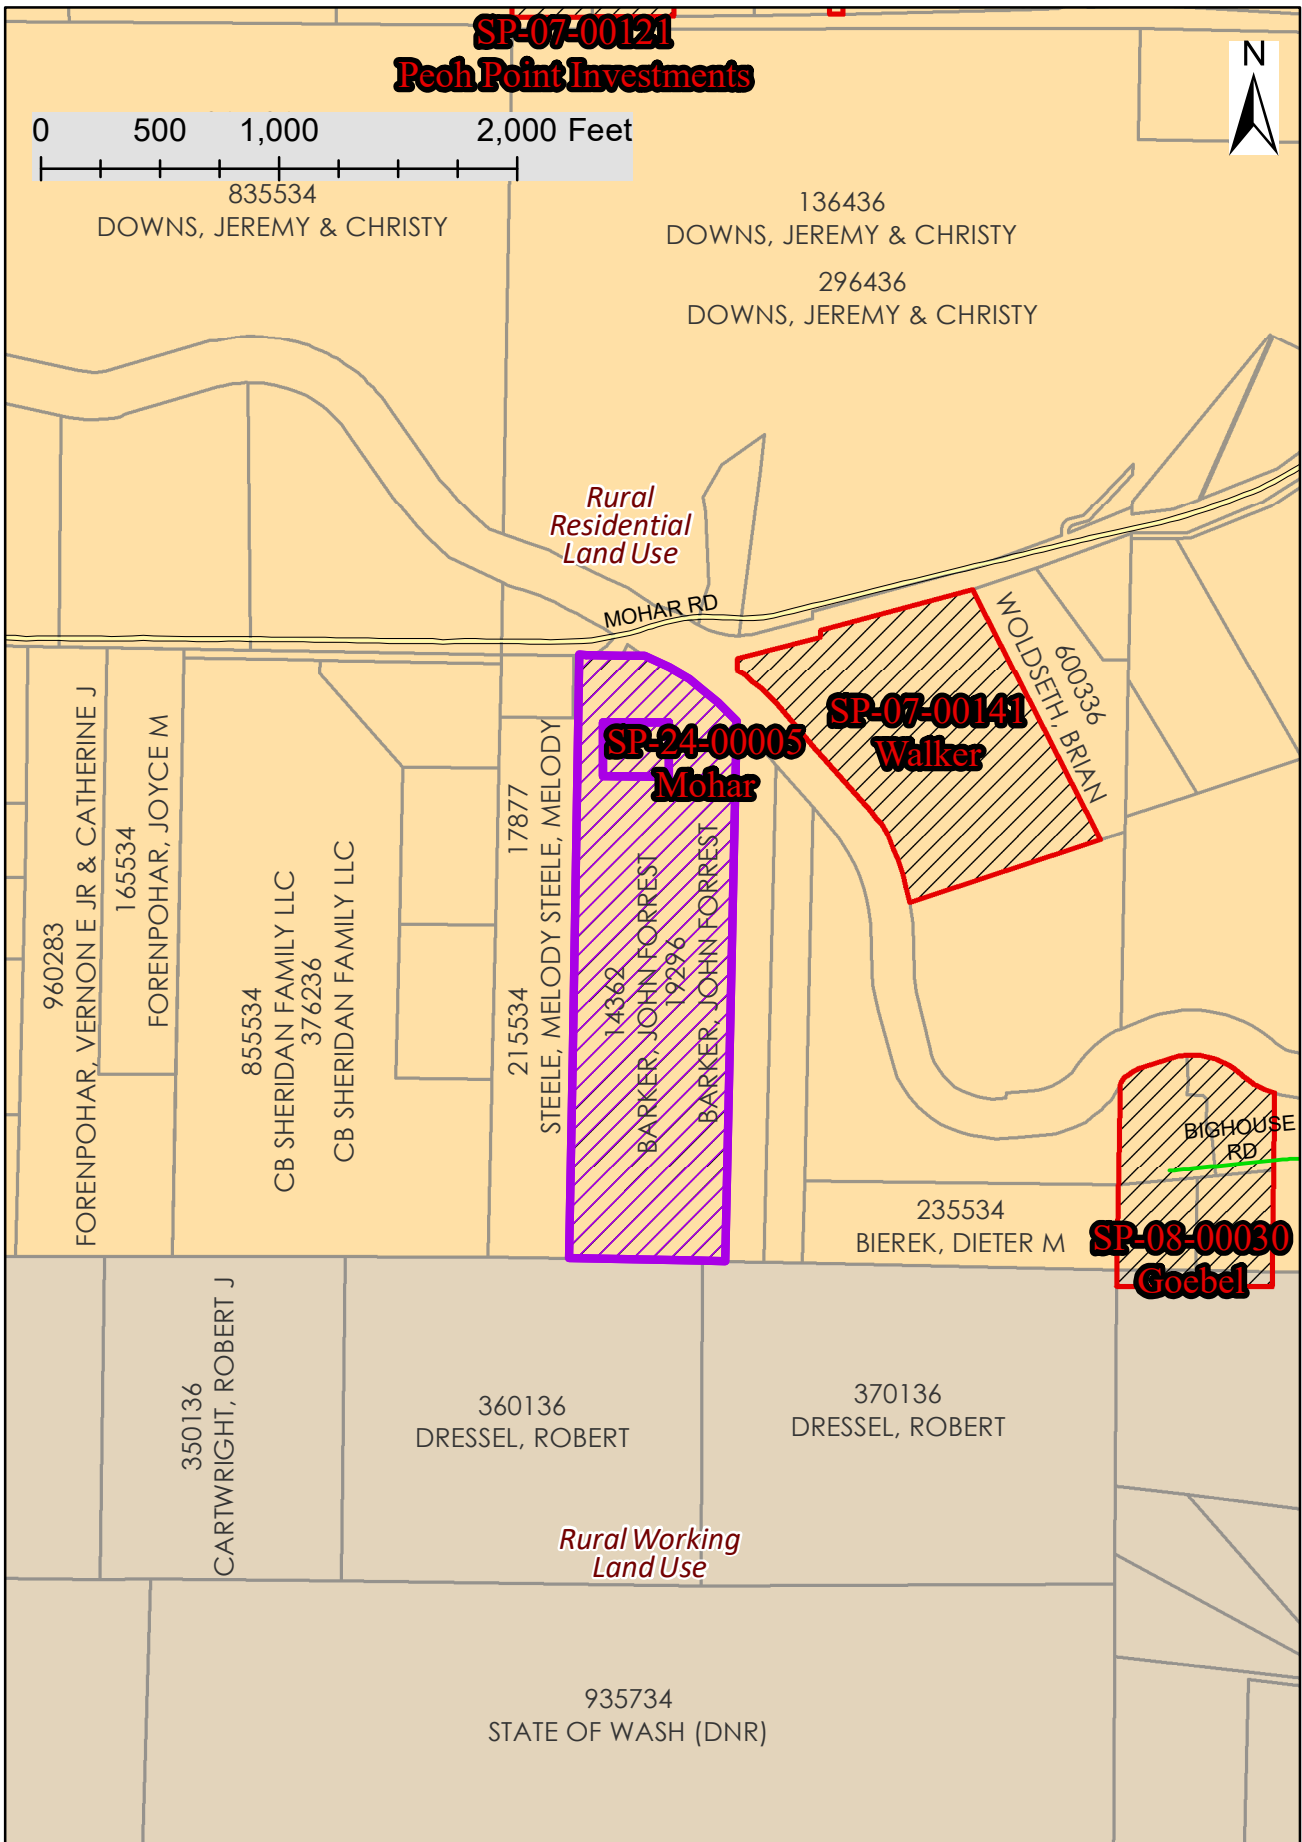 SP-07-00121
Peoh Point Investments
N
0 500 1,000 2,000 Feet
835534
DOWNS, JEREMY & CHRISTY
136436
DOWNS, JEREMY & CHRISTY
296436
DOWNS, JEREMY & CHRISTY
Rural
Residential
Land Use
MOHAR RD
WOLDSETH, BRIAN
600336
SP-07-00141
Walker
SP-24-00005
Mohar
960283
FORENPOHAR, VERNON E JR & CATHERINE J
165534
FORENPOHAR, JOYCE M
855534
CB SHERIDAN FAMILY LLC
376236
CB SHERIDAN FAMILY LLC
215534 17877
STEELE, MELODY STEELE, MELODY
14362
BARKER, JOHN FORREST
19296
BARKER, JOHN FORREST
BIGHOUSE
RD
235534
BIEREK, DIETER M
SP-08-00030
Goebel
350136
CARTWRIGHT, ROBERT J
360136
DRESSEL, ROBERT
370136
DRESSEL, ROBERT
Rural Working
Land Use
935734
STATE OF WASH (DNR)